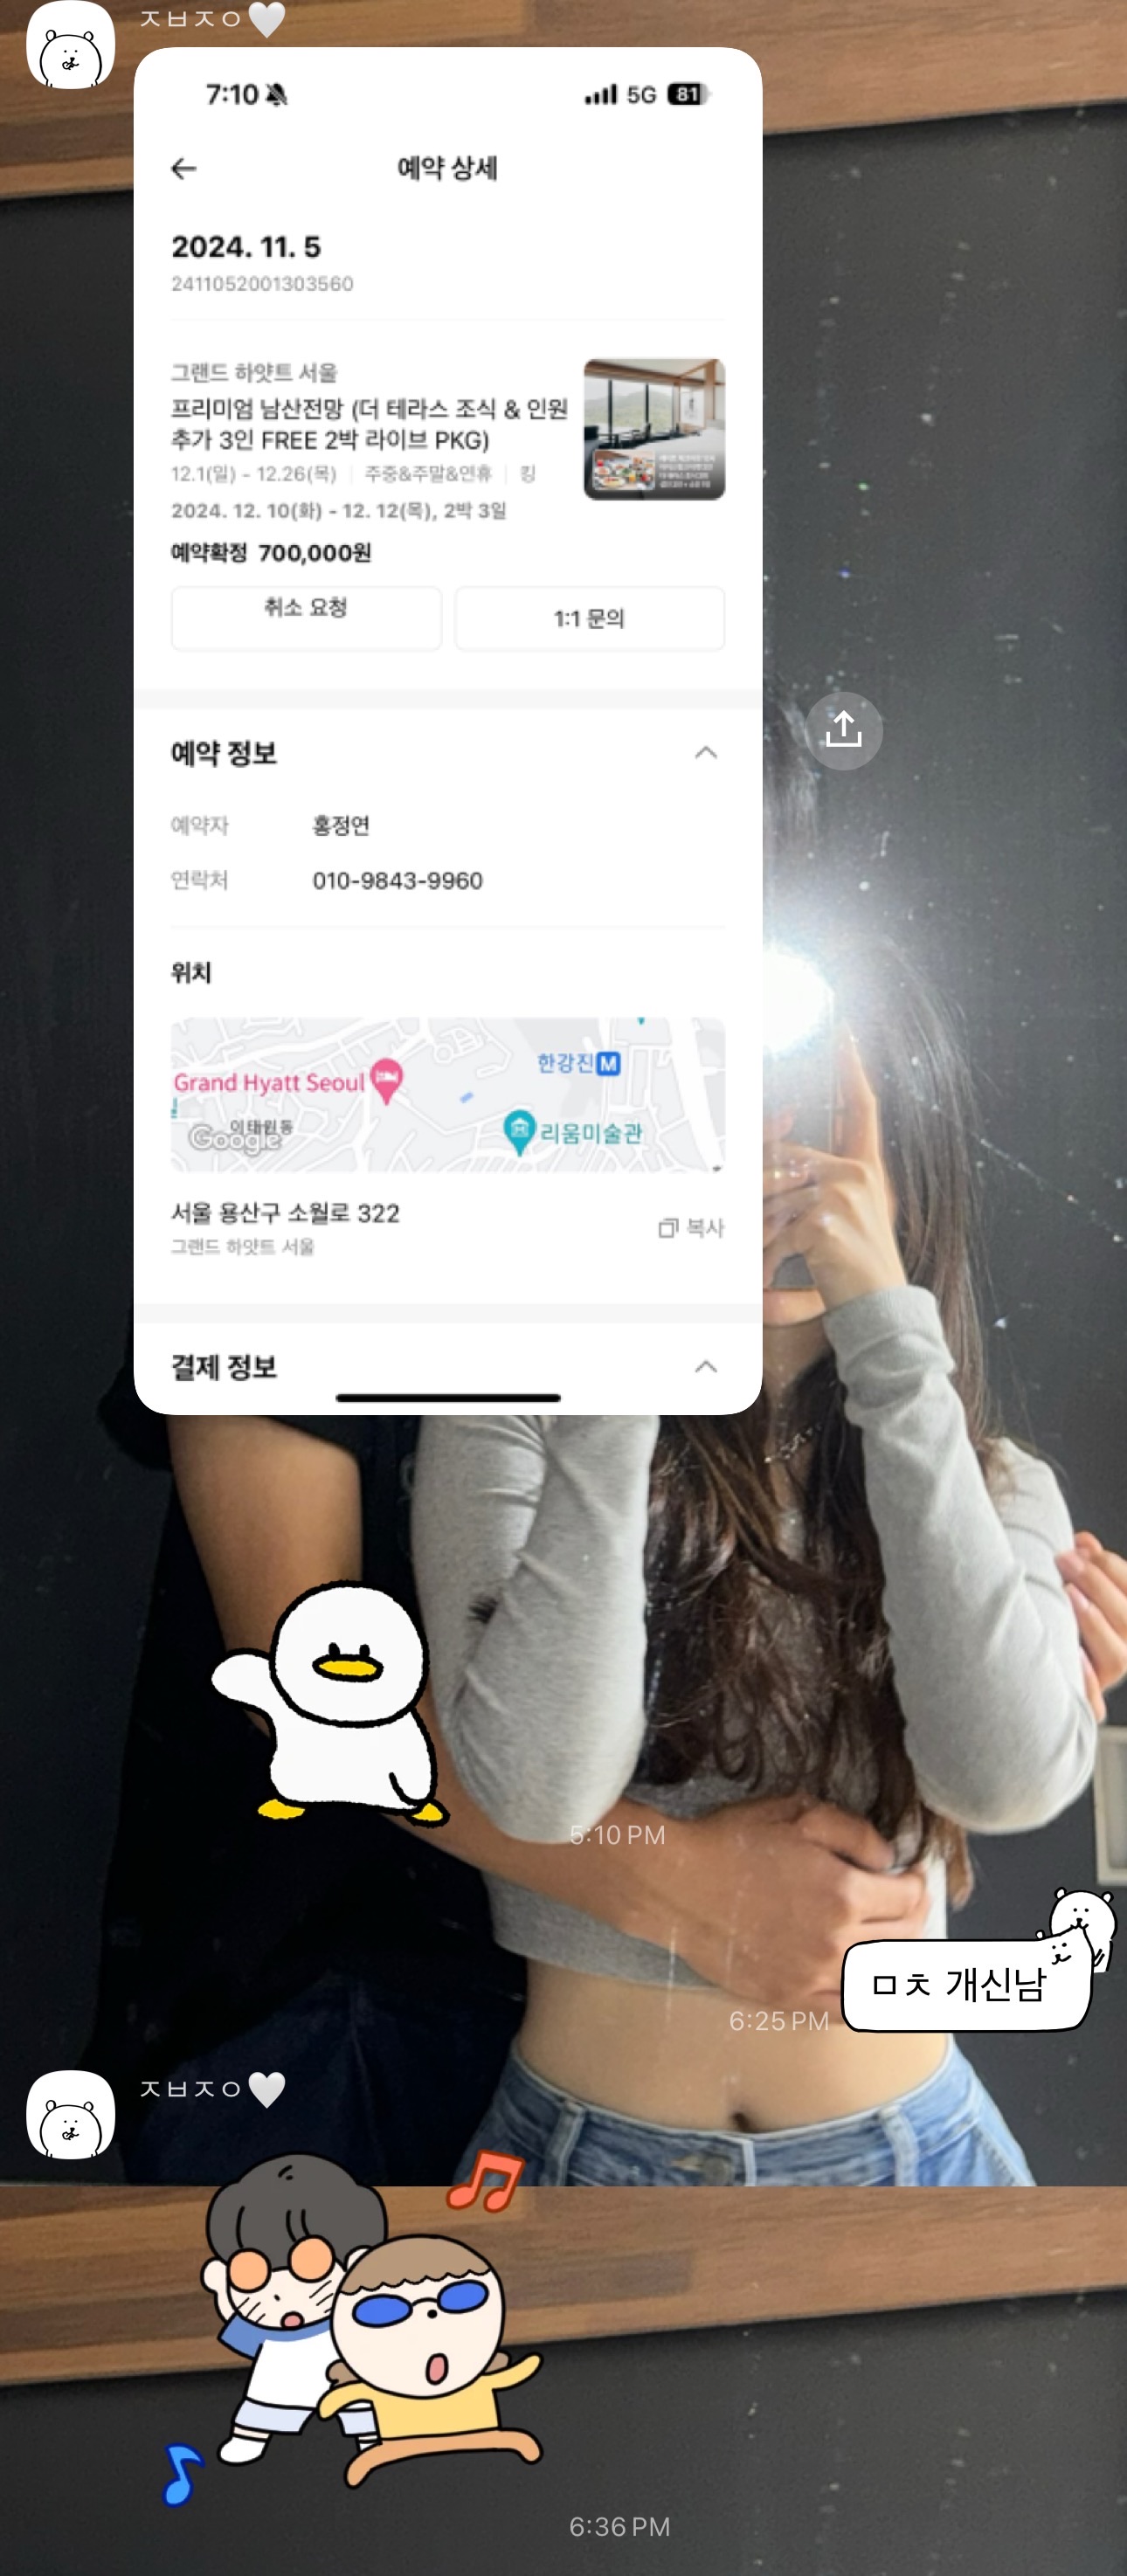 ㅈㅂㅈㅇ🤍
7:10
5G 81
예약 상세
2024. 11. 5
2411052001303560
그랜드 하얏트 서울
프리미엄 남산전망 (더 테라스 조식 & 인원
추가 3인 FREE 2박 라이브 PKG)
12.1(일) - 12.26(목) | 주중&주말&연휴 | 킹
2024. 12. 10(화) - 12. 12(목), 2박 3일
예약확정 700,000원
취소 요청
1:1 문의
예약 정보
예약자 홍정연
연락처 010-9843-9960
위치
한강진 M
Grand Hyatt Seoul
이태원동
Google
리움미술관
서울 용산구 소월로 322
복사
그랜드 하얏트 서울
결제 정보
5:10 PM
ㅁㅊ 개신남
6:25 PM
ㅈㅂㅈㅇ🤍
6:36 PM